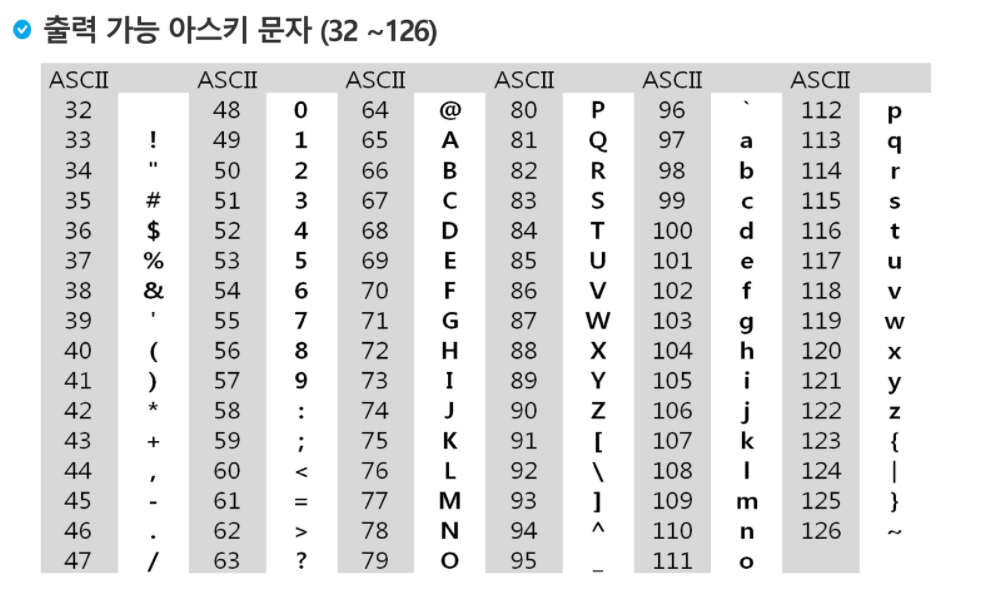 출력 가능 아스키 문자 (32 ~126)
ASCII ASCII ASCII ASCII ASCII ASCII
32 48 0 64 @ 80 P 96 ` 112 p
33 ! 49 1 65 A 81 Q 97 a 113 q
34 " 50 2 66 B 82 R 98 b 114 r
35 # 51 3 67 C 83 S 99 c 115 s
36 $ 52 4 68 D 84 T 100 d 116 t
37 % 53 5 69 E 85 U 101 e 117 u
38 & 54 6 70 F 86 V 102 f 118 v
39 ' 55 7 71 G 87 W 103 g 119 w
40 ( 56 8 72 H 88 X 104 h 120 x
41 ) 57 9 73 I 89 Y 105 i 121 y
42 * 58 : 74 J 90 Z 106 j 122 z
43 + 59 ; 75 K 91 [ 107 k 123 {
44 , 60 < 76 L 92 \ 108 l 124 |
45 - 61 = 77 M 93 ] 109 m 125 }
46 . 62 > 78 N 94 ^ 110 n 126 ~
47 / 63 ? 79 O 95 _ 111 o